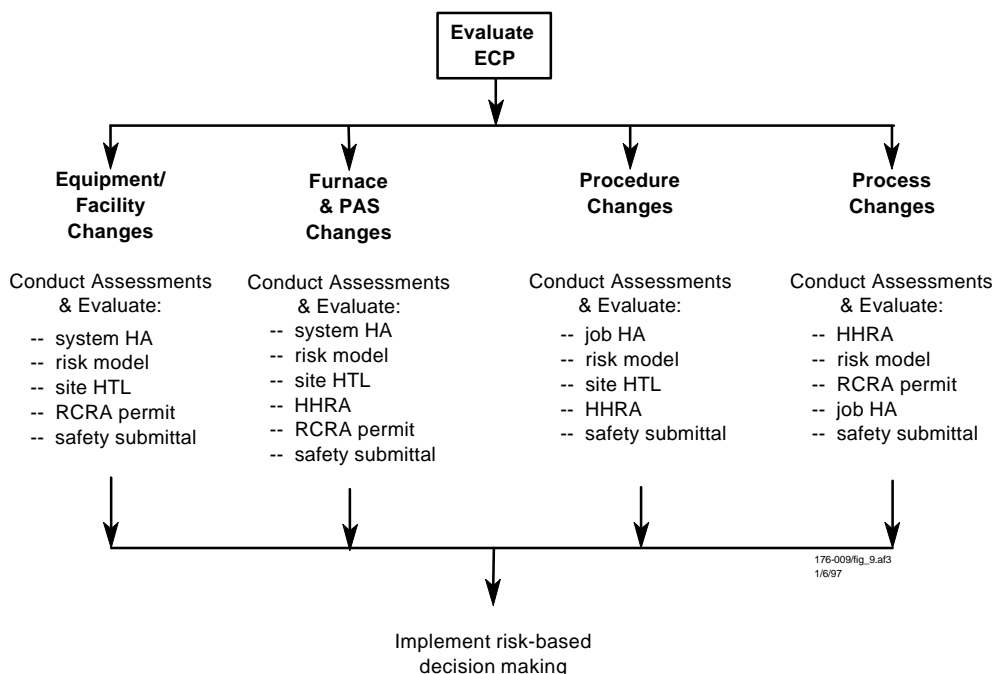 Evaluate
ECP
Equipment/
Facility
Changes
Conduct Assessments
& Evaluate:
-- system HA
-- risk model
-- site HTL
-- RCRA permit
-- safety submittal
Furnace
& PAS
Changes
Conduct Assessments
& Evaluate:
-- system HA
-- risk model
-- site HTL
-- HHRA
-- RCRA permit
-- safety submittal
Procedure
Changes
Conduct Assessments
& Evaluate:
-- job HA
-- risk model
-- site HTL
-- HHRA
-- safety submittal
Process
Changes
Conduct Assessments
& Evaluate:
-- HHRA
-- risk model
-- RCRA permit
-- job HA
-- safety submittal
176-009/fig_9.af3
1/6/97
Implement risk-based
decision making